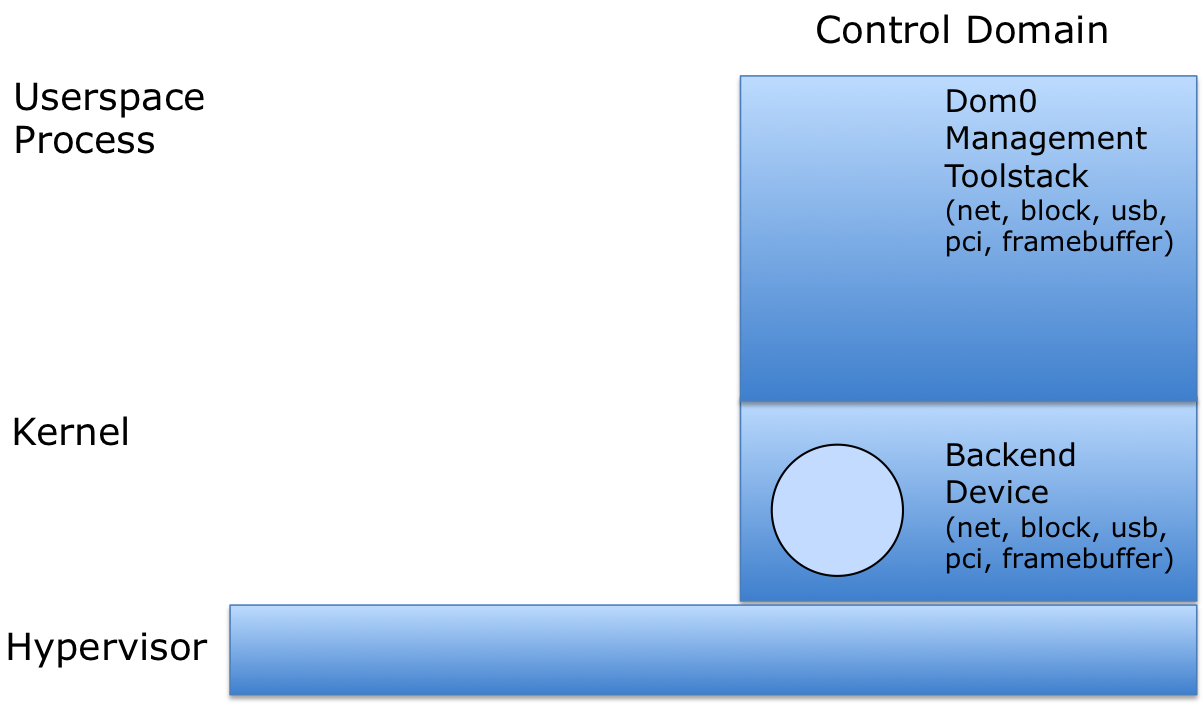 Control Domain
Userspace
Process
Dom0
Management
Toolstack
(net, block, usb,
pci, framebuffer)
Kernel
Backend
Device
(net, block, usb,
pci, framebuffer)
Hypervisor